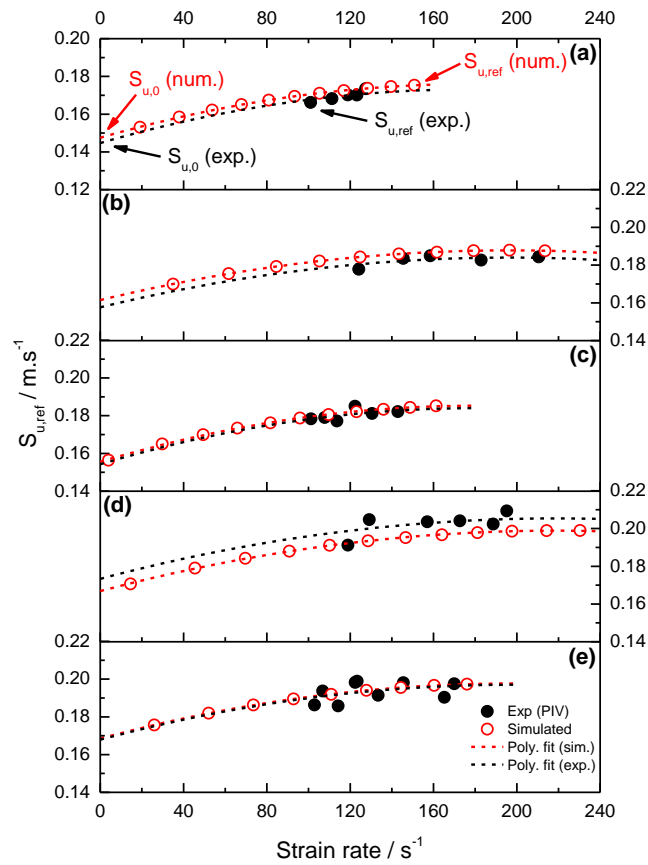 0 40 80 120 160 200 240
0.20
(a)
S_u,ref (num.)
S_u,0 (num.)
0.18
0.16
S_u,ref (exp.)
0.14
S_u,0 (exp.)
0.12
0.22
(b)
0.20
0.18
0.16
0.22
0.14
(c)
0.20
0.18
0.16
0.14
0.22
(d)
0.20
0.18
0.16
0.22
0.14
(e)
0.20
0.18
0.16
0.14
S_u,ref / m.s⁻¹
Exp (PIV)
Simulated
Poly. fit (sim.)
Poly. fit (exp.)
0 40 80 120 160 200 240
Strain rate / s⁻¹